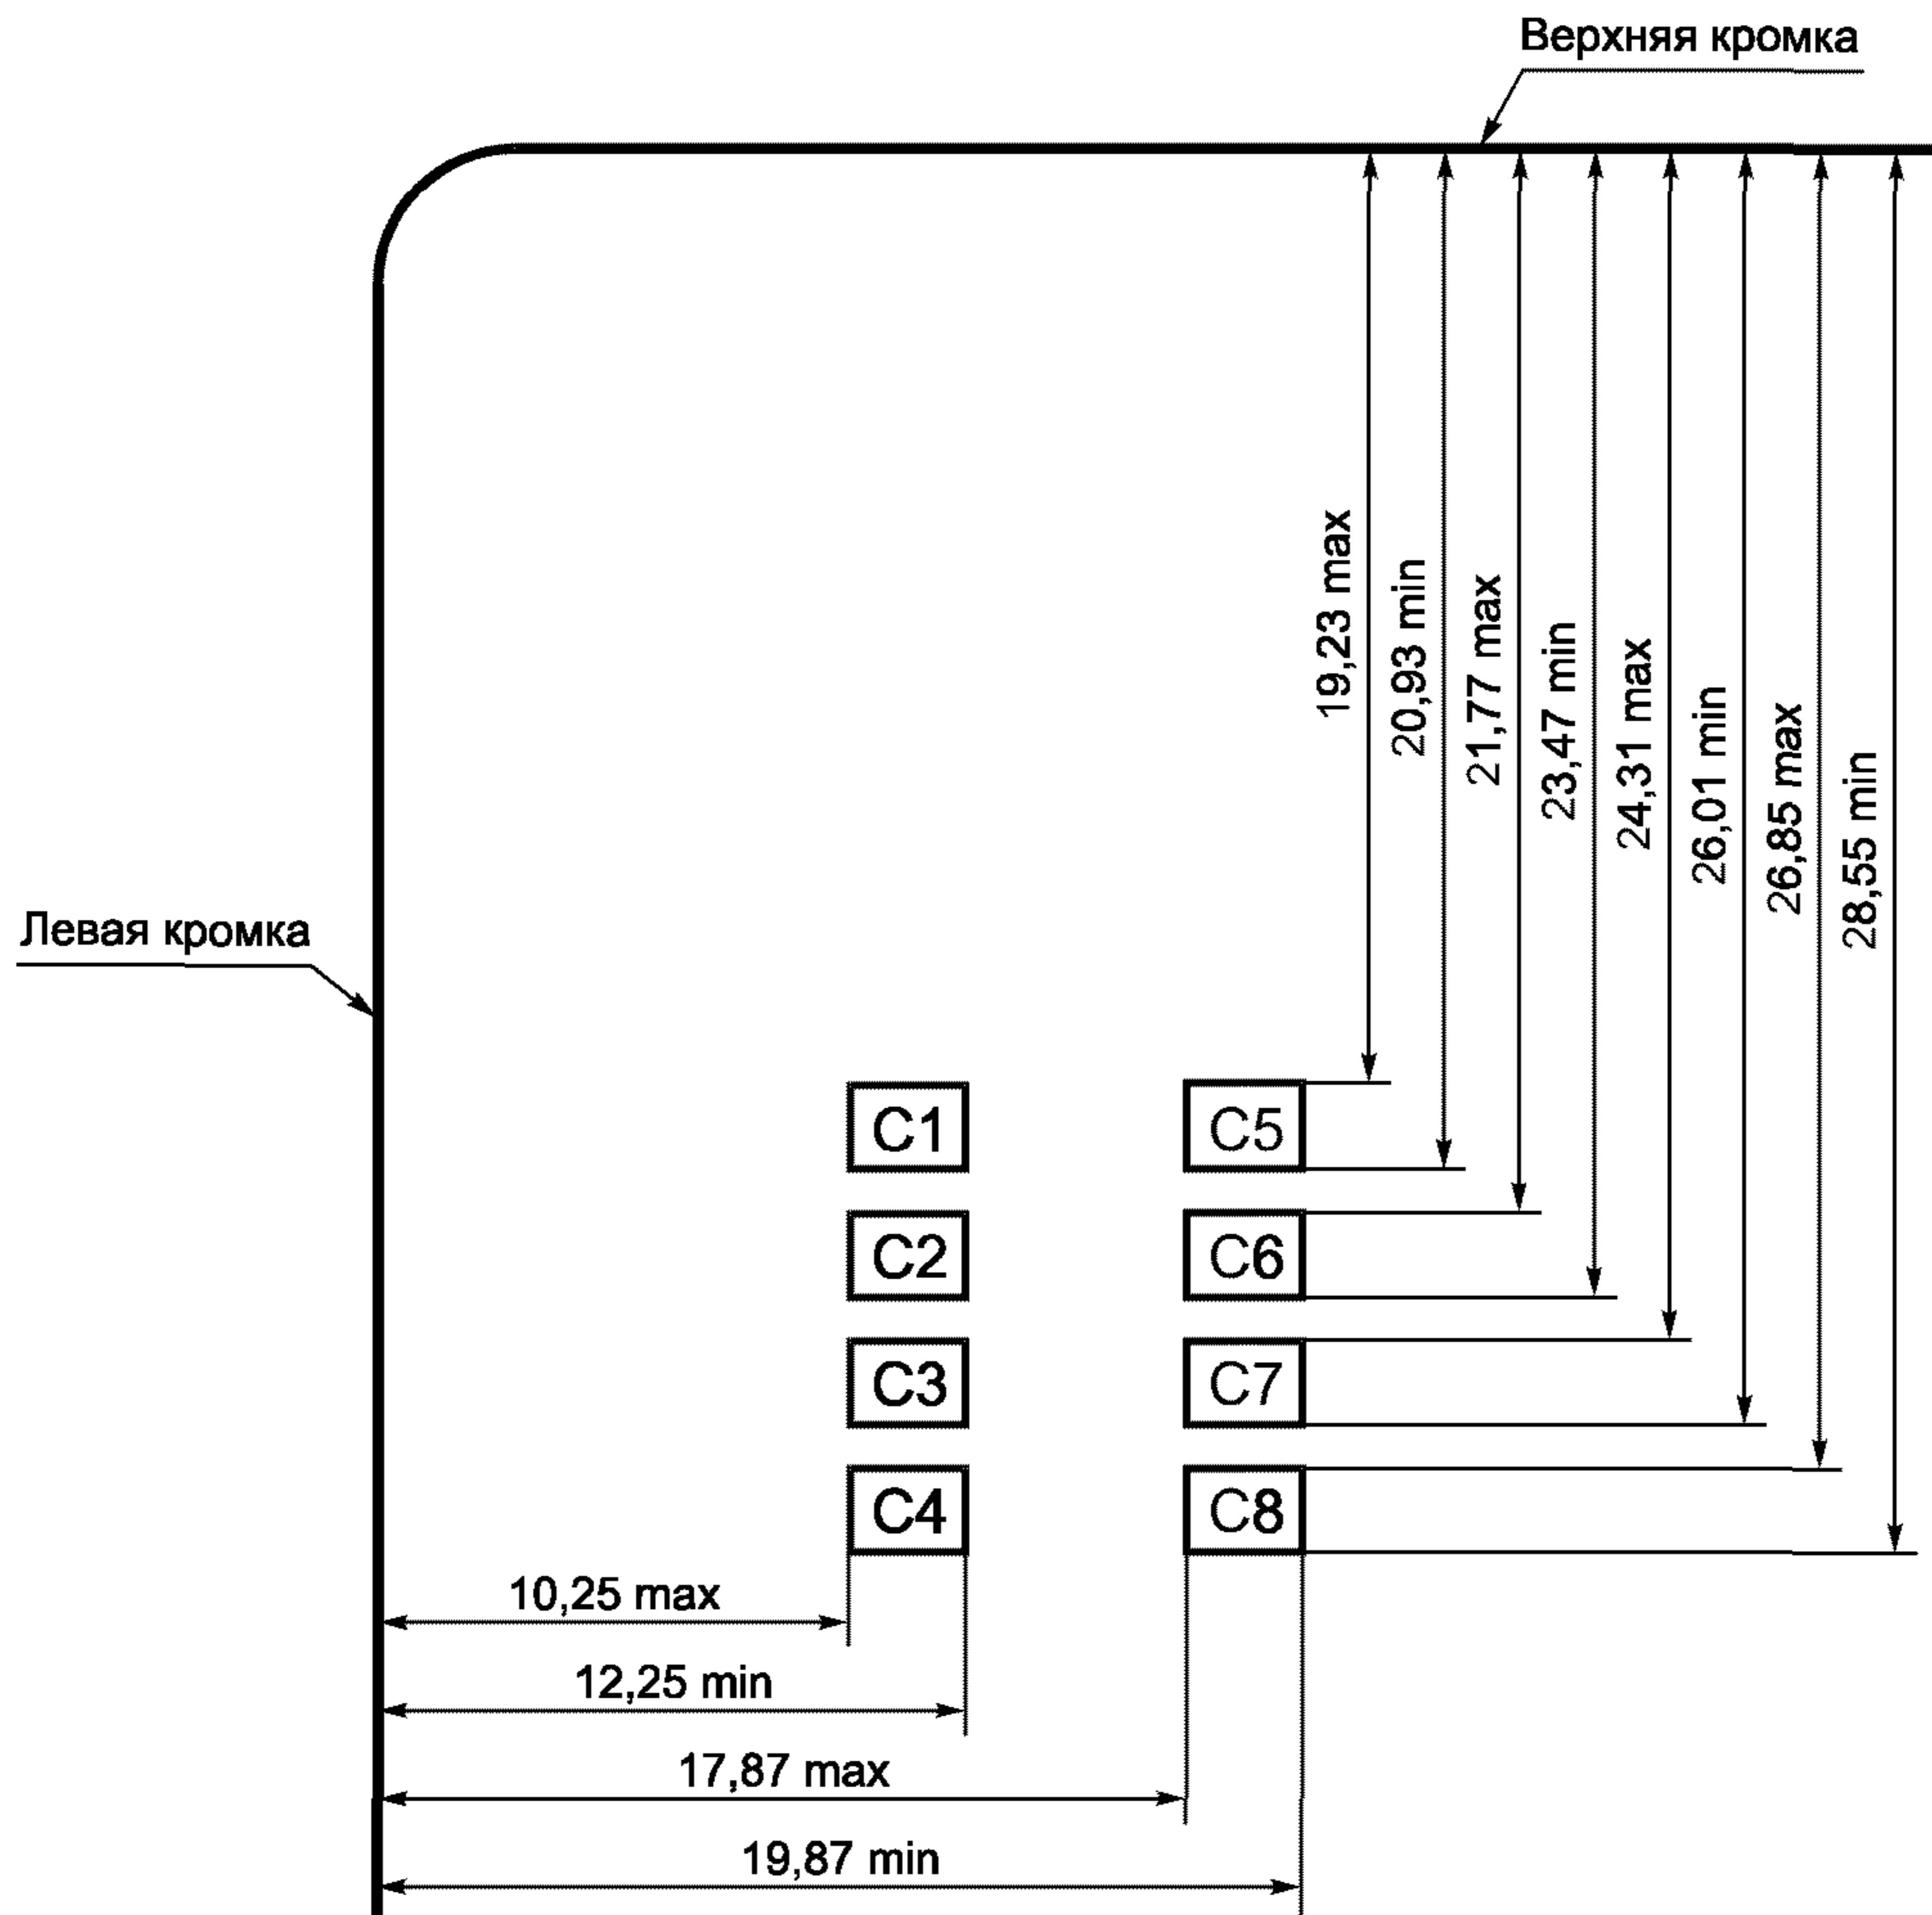 Верхняя кромка
19,23 max
20,93 min
21,77 max
23,47 min
24,31 max
26,01 min
26,85 max
28,55 min
Левая кромка
C1
C5
C2
C6
C3
C7
C4
C8
10,25 max
12,25 min
17,87 max
19,87 min